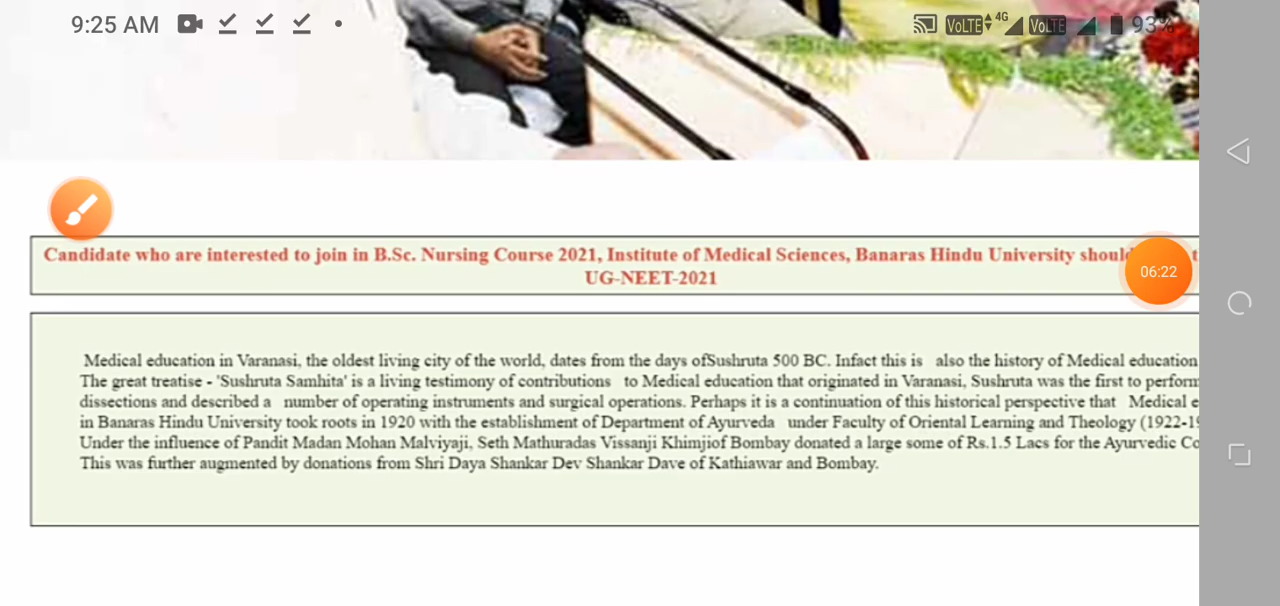 9:25 AM
VoLTE 4G VoLTE 93%
Candidate who are interested to join in B.Sc. Nursing Course 2021, Institute of Medical Sciences, Banaras Hindu University
06:22
UG-NEET-2021
Medical education in Varanasi, the oldest living city of the world, dates from the days ofSushruta 500 BC. Infact this is also the history of Medical education
The great treatise - 'Sushruta Samhita' is a living testimony of contributions to Medical education that originated in Varanasi, Sushruta was the first to perform
dissections and described a number of operating instruments and surgical operations. Perhaps it is a continuation of this historical perspective that Medical e
in Banaras Hindu University took roots in 1920 with the establishment of Department of Ayurveda under Faculty of Oriental Learning and Theology (1922-19
Under the influence of Pandit Madan Mohan Malviyaji, Seth Mathuradas Vissanji Khimjiof Bombay donated a large some of Rs.1.5 Lacs for the Ayurvedic Co
This was further augmented by donations from Shri Daya Shankar Dev Shankar Dave of Kathiawar and Bombay.